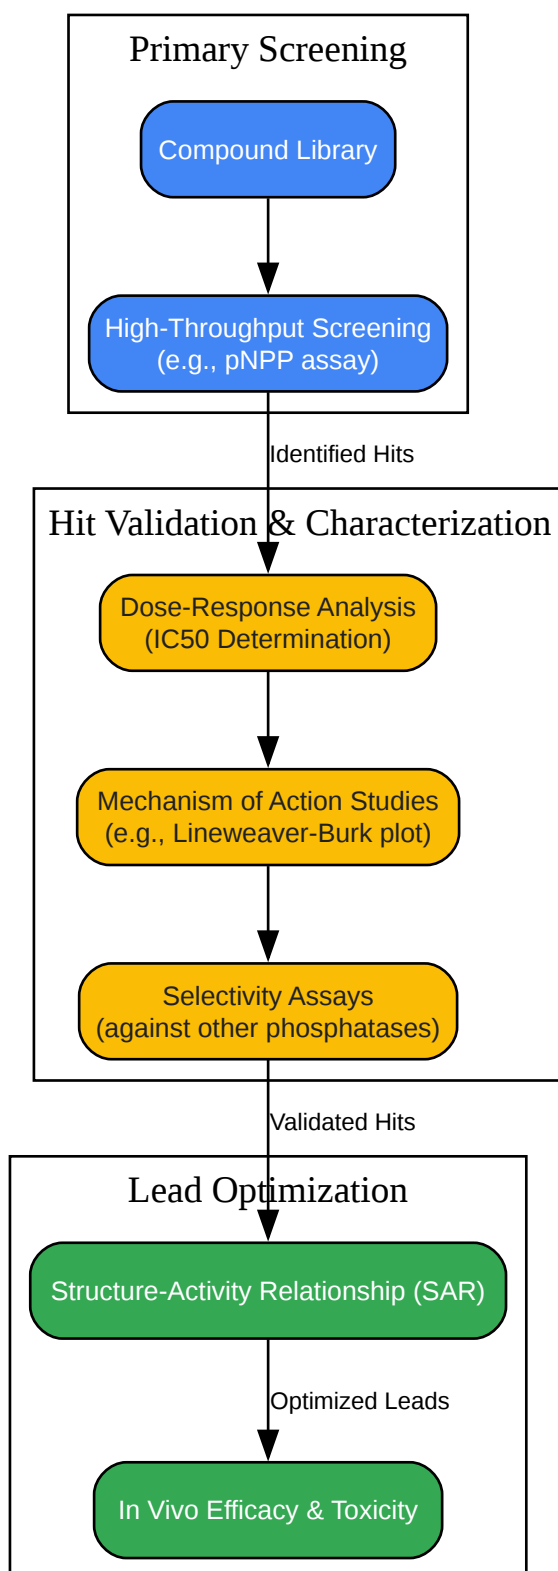 Primary Screening
Compound Library
High-Throughput Screening
(e.g., pNPP assay)
Identified Hits
Hit Validation & Characterization
Dose-Response Analysis
(IC50 Determination)
Mechanism of Action Studies
(e.g., Lineweaver-Burk plot)
Selectivity Assays
(against other phosphatases)
Validated Hits
Lead Optimization
Structure-Activity Relationship (SAR)
Optimized Leads
In Vivo Efficacy & Toxicity